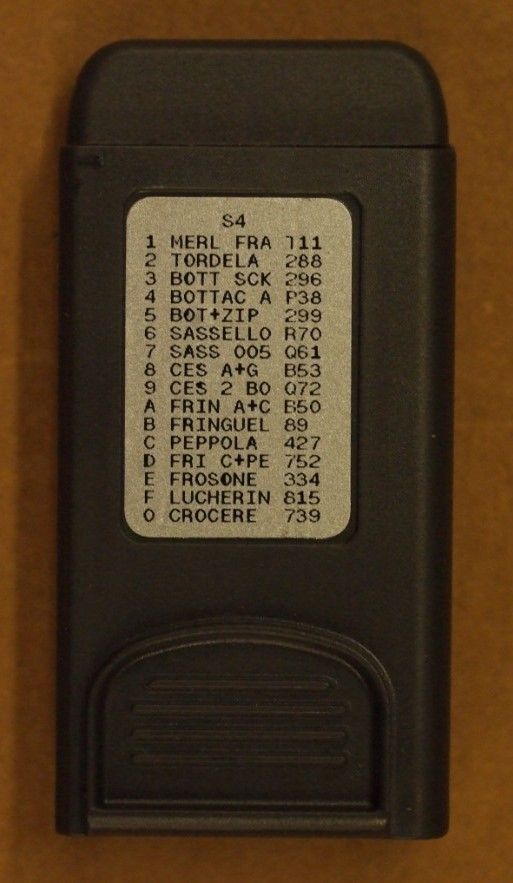 S4
1 MERL FRA 111
2 TORDELA 288
3 BOTT SCK 296
4 BOTTAC A P38
5 BOT+ZIP 299
6 SASSELLO R70
7 SASS 005 Q61
8 CES A+G B53
9 CES 2 BO Q72
A FRIN A+C B50
B FRINGUEL 89
C PEPPOLA 427
D FRI C+PE 752
E FROSONE 334
F LUCHERIN 815
0 CROCERE 739